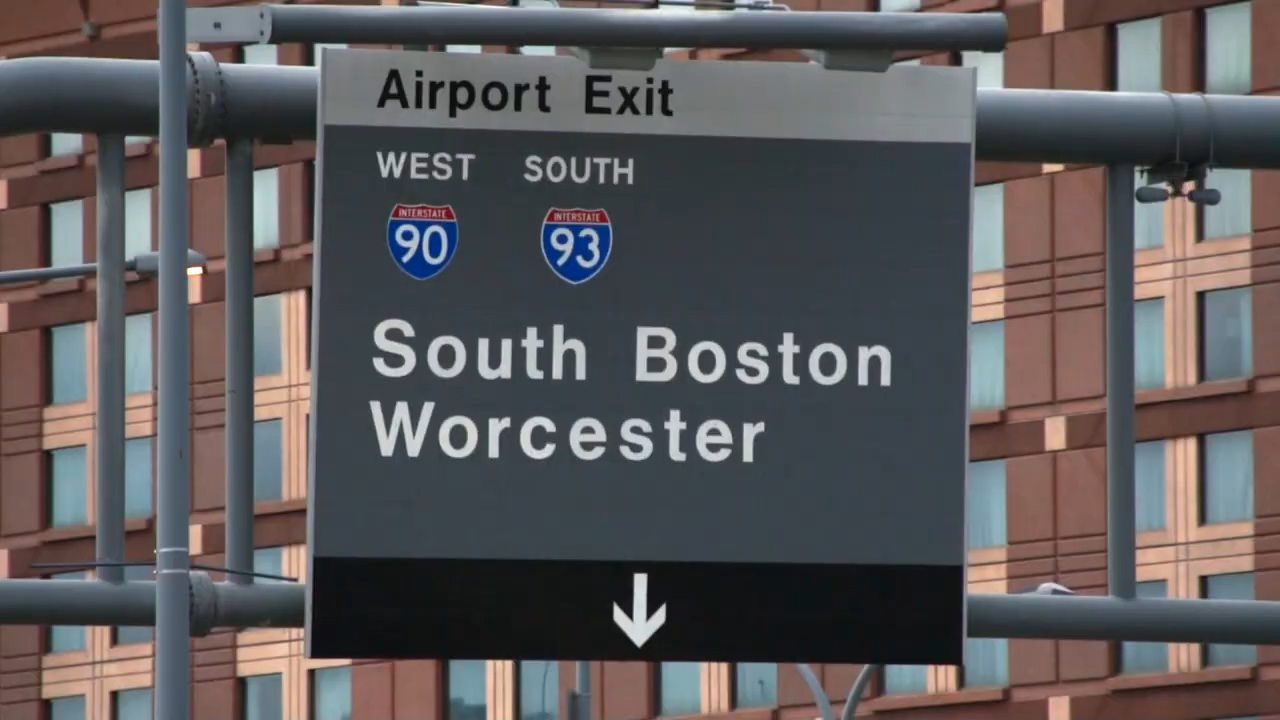 Airport Exit
WEST SOUTH
INTERSTATE INTERSTATE
90 93
South Boston
Worcester